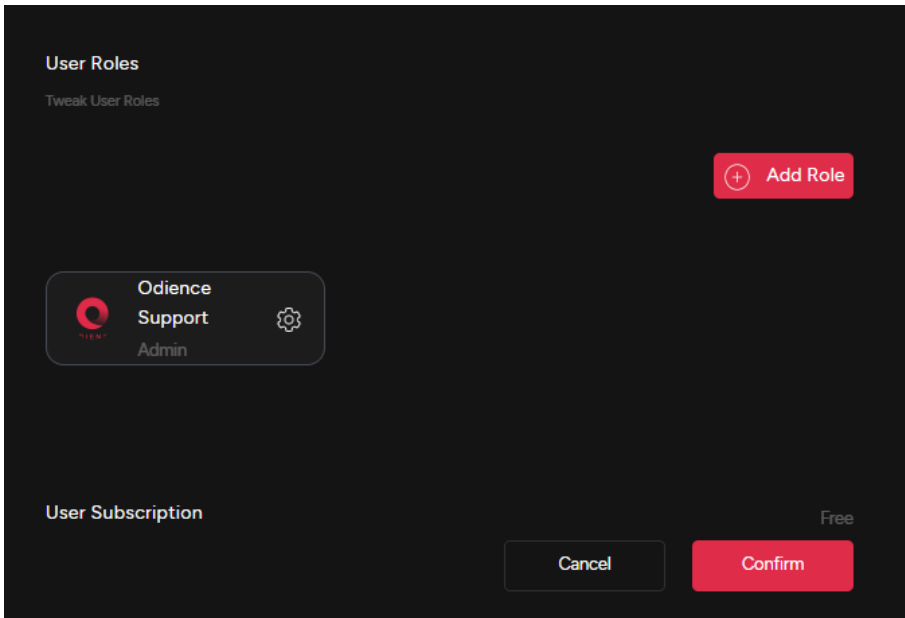 User Roles
Tweak User Roles
Add Role
Odience
Support
Admin
User Subscription
Free
Cancel
Confirm